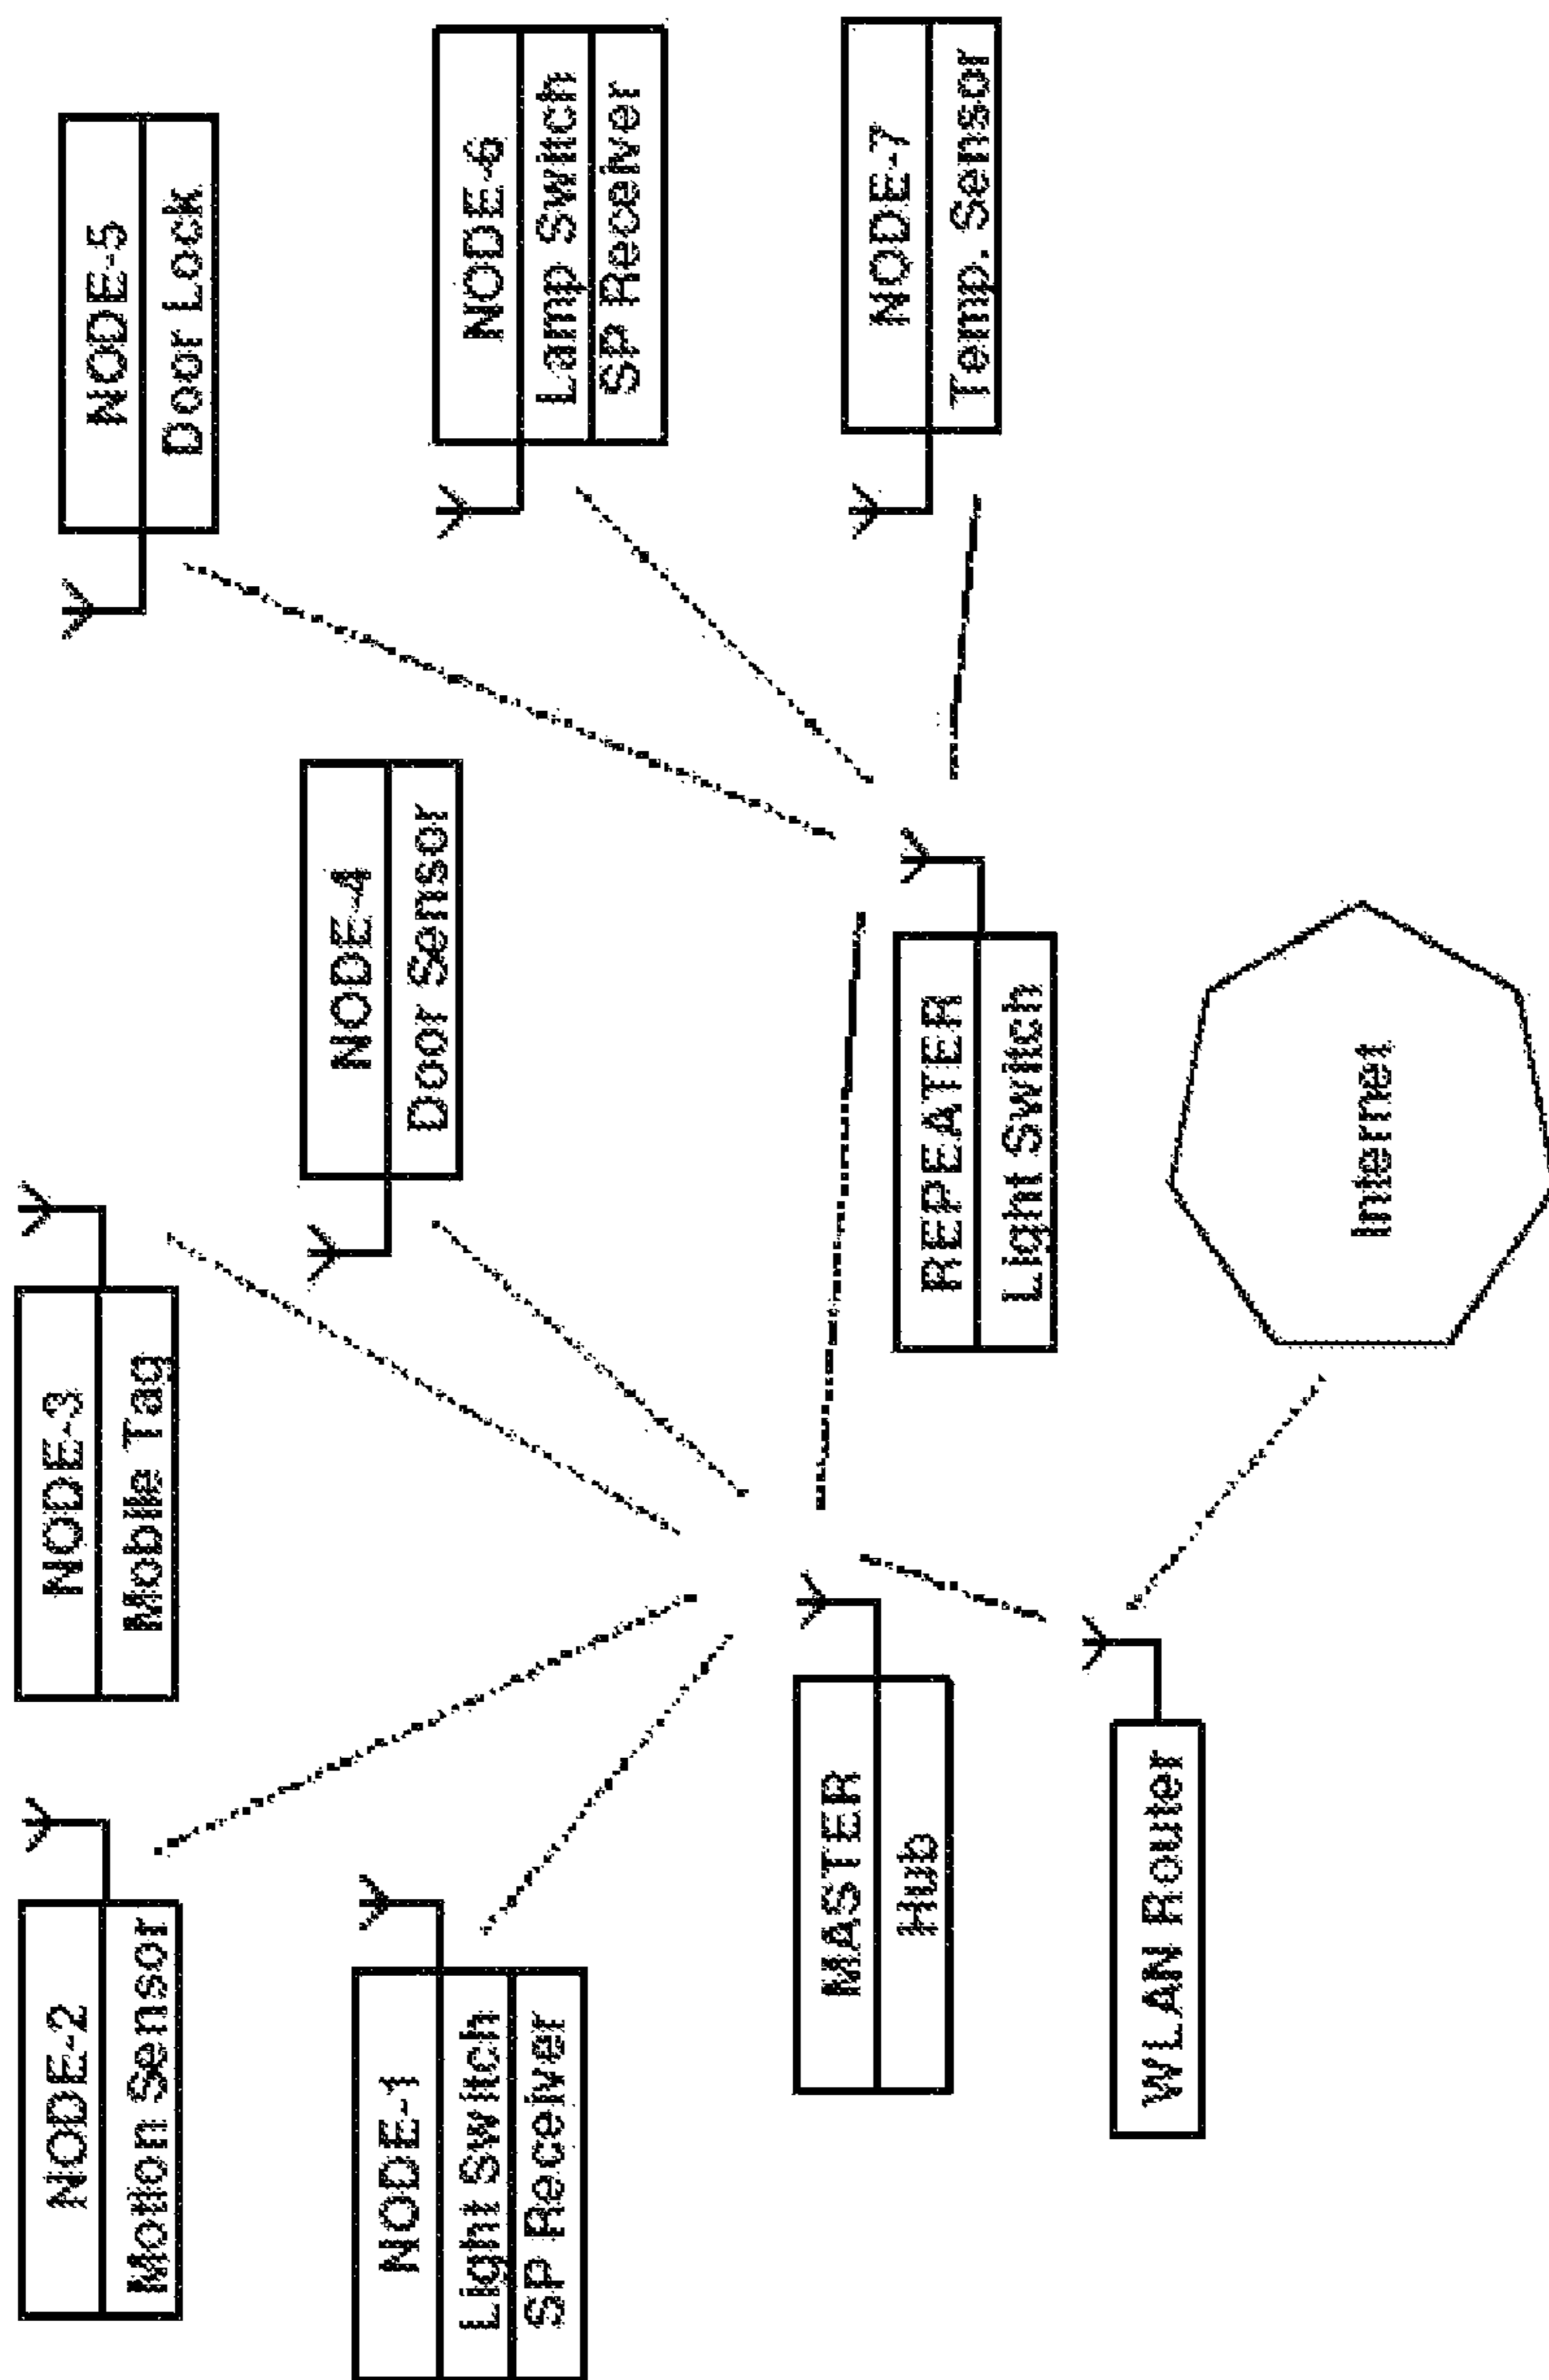 NODE-2
Motion Sensor
NODE-3
Mobile Tag
NODE-5
Door Lock
NODE-1
Light Switch
SP Receiver
NODE-4
Door Sensor
NODE-6
Lamp Switch
SP Receiver
MASTER
Hub
REPEATER
Light Switch
NODE-7
Temp. Sensor
WLAN Router
Internet